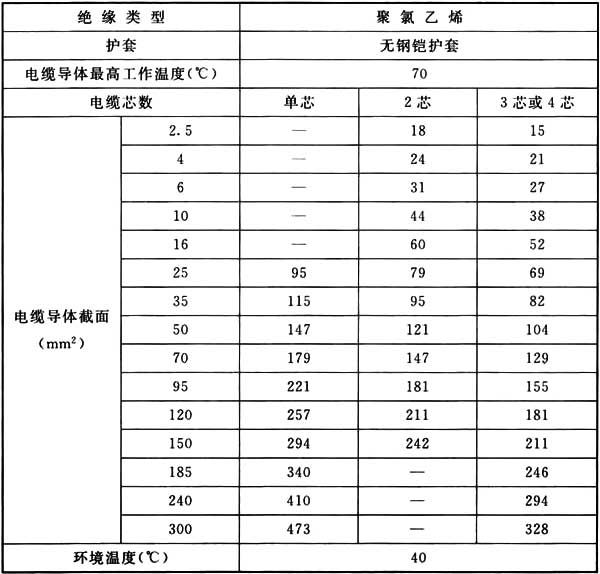 绝缘类型 聚氯乙烯
护套 无钢铠护套
电缆导体最高工作温度(℃) 70
电缆芯数 单芯 2芯 3芯或4芯
电缆导体截面
(mm²)
2.5 — 18 15
4 — 24 21
6 — 31 27
10 — 44 38
16 — 60 52
25 95 79 69
35 115 95 82
50 147 121 104
70 179 147 129
95 221 181 155
120 257 211 181
150 294 242 211
185 340 — 246
240 410 — 294
300 473 — 328
环境温度(℃) 40